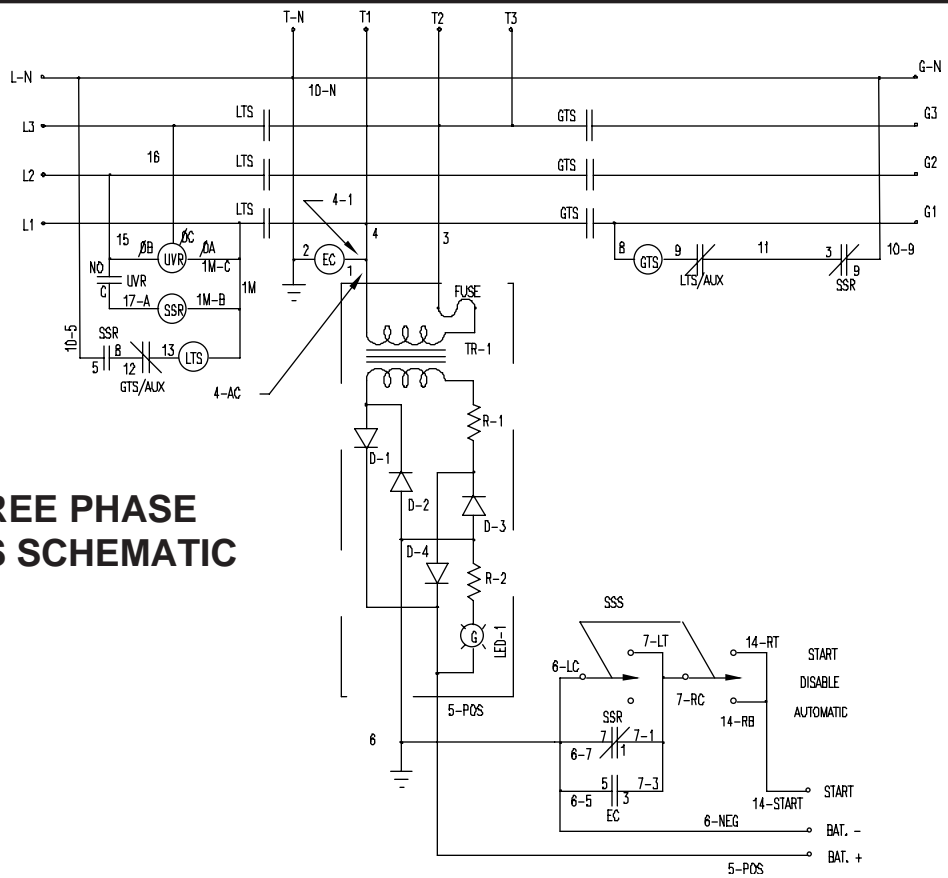 T-N T1 T2 T3
L-N 10-N G-N
L3 LTS GTS G3
16
L2 LTS GTS G2
L1 LTS 4-1 GTS G1
15 ØB ØC ØA 4 3
UVR 2 EC 1 8 GTS 9 11 3 10-9
NO 1M-C LTS/AUX 9
UVR 1M SSR
C 17-A SSR 1M-B FUSE
10-5 SSR TR-1
5 8 12 13 LTS
GTS/AUX 4-AC
R-1
D-1
D-2 D-3
REE PHASE
S SCHEMATIC
D-4 R-2
SSS
G LED-1 7-LT 14-RT START
6-LC DISABLE
7-RC
5-POS 14-RB AUTOMATIC
SSR
6 7 7-1
6-7 1
5 7-3
6-5 3 14-START START
EC
6-NEG BAT. -
BAT. +
5-POS